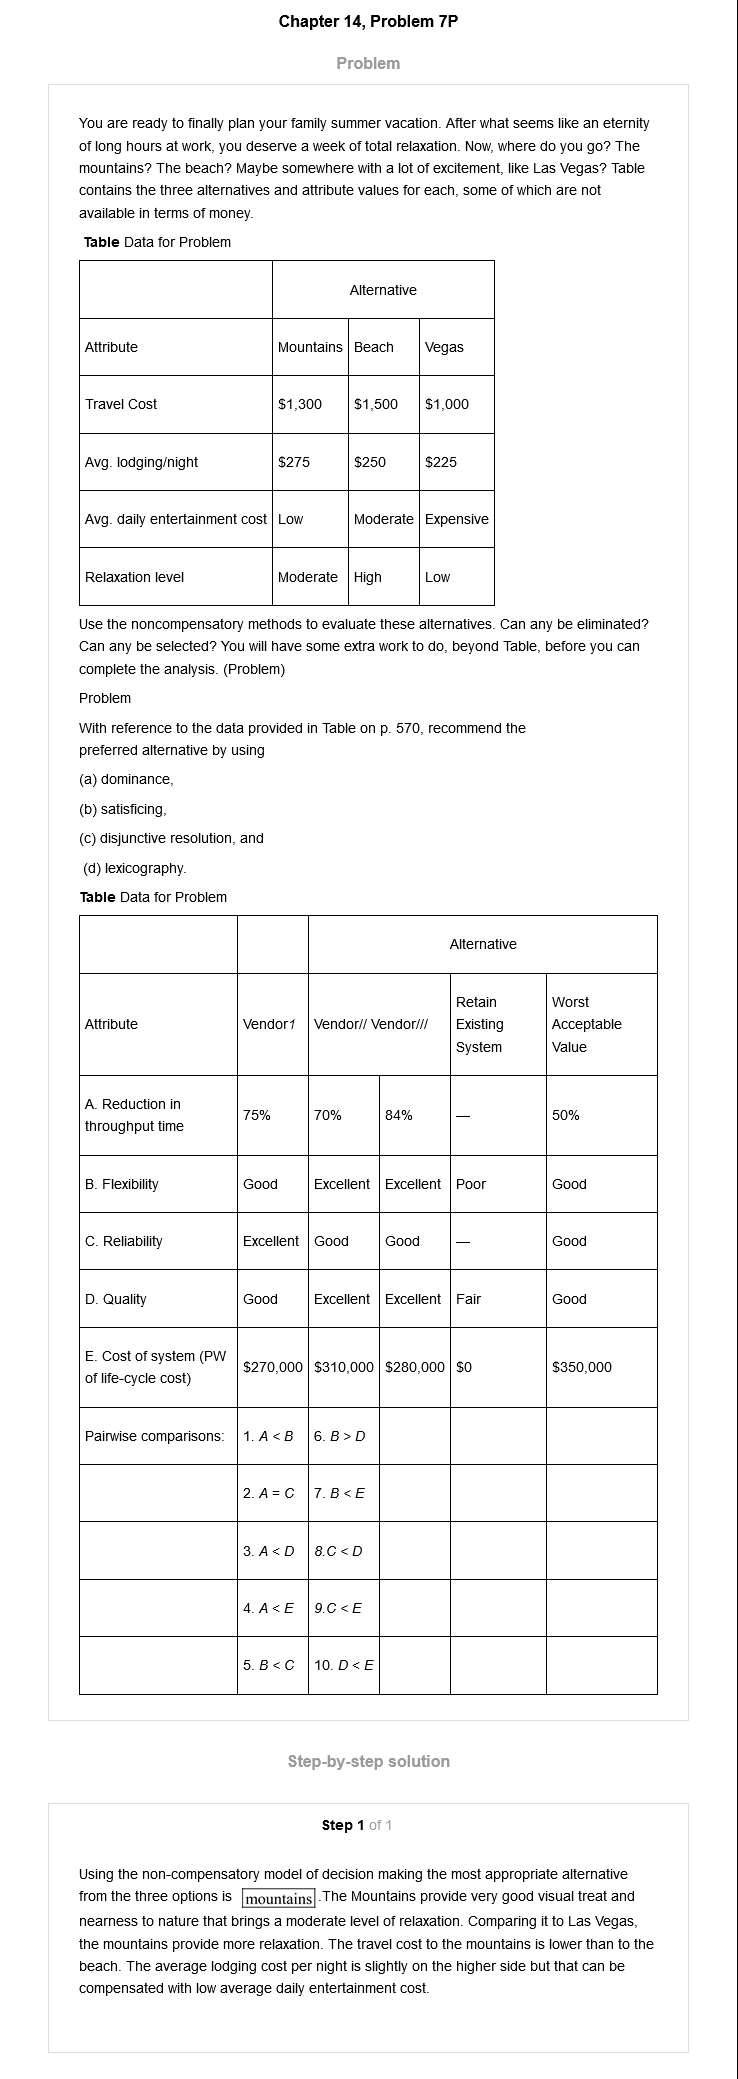 Chapter 14, Problem 7P
Problem
You are ready to finally plan your family summer vacation. After what seems like an eternity
of long hours at work, you deserve a week of total relaxation. Now, where do you go? The
mountains? The beach? Maybe somewhere with a lot of excitement, like Las Vegas? Table
contains the three alternatives and attribute values for each, some of which are not
available in terms of money.
Table Data for Problem
Alternative
Attribute Mountains Beach Vegas
Travel Cost $1,300 $1,500 $1,000
Avg. lodging/night $275 $250 $225
Avg. daily entertainment cost Low Moderate Expensive
Relaxation level Moderate High Low
Use the noncompensatory methods to evaluate these alternatives. Can any be eliminated?
Can any be selected? You will have some extra work to do, beyond Table, before you can
complete the analysis. (Problem)
Problem
With reference to the data provided in Table on p. 570, recommend the
preferred alternative by using
(a) dominance,
(b) satisficing,
(c) disjunctive resolution, and
(d) lexicography.
Table Data for Problem
Alternative
Attribute Vendor1 Vendor// Vendor/// Retain Existing System Worst Acceptable Value
A. Reduction in throughput time 75% 70% 84% — 50%
B. Flexibility Good Excellent Excellent Poor Good
C. Reliability Excellent Good Good — Good
D. Quality Good Excellent Excellent Fair Good
E. Cost of system (PW of life-cycle cost) $270,000 $310,000 $280,000 $0 $350,000
Pairwise comparisons: 1. A < B 6. B > D
2. A = C 7. B < E
3. A < D 8.C < D
4. A < E 9.C < E
5. B < C 10. D < E
Step-by-step solution
Step 1 of 1
Using the non-compensatory model of decision making the most appropriate alternative
from the three options is mountains .The Mountains provide very good visual treat and
nearness to nature that brings a moderate level of relaxation. Comparing it to Las Vegas,
the mountains provide more relaxation. The travel cost to the mountains is lower than to the
beach. The average lodging cost per night is slightly on the higher side but that can be
compensated with low average daily entertainment cost.